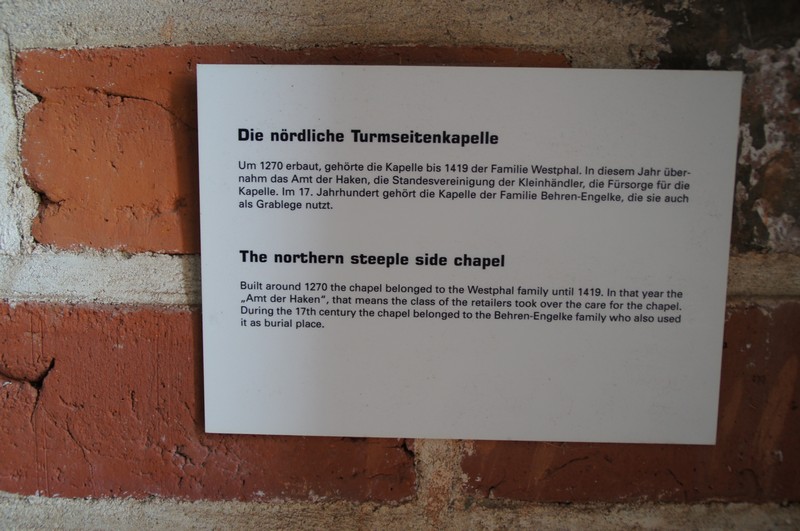 Die nördliche Turmseitenkapelle
Um 1270 erbaut, gehörte die Kapelle bis 1419 der Familie Westphal. In diesem Jahr über-
nahm das Amt der Haken, die Standesvereinigung der Kleinhändler, die Fürsorge für die
Kapelle. Im 17. Jahrhundert gehört die Kapelle der Familie Behren-Engelke, die sie auch
als Grablege nutzt.
The northern steeple side chapel
Built around 1270 the chapel belonged to the Westphal family until 1419. In that year the
„Amt der Haken“, that means the class of the retailers took over the care for the chapel.
During the 17th century the chapel belonged to the Behren-Engelke family who also used
it as burial place.